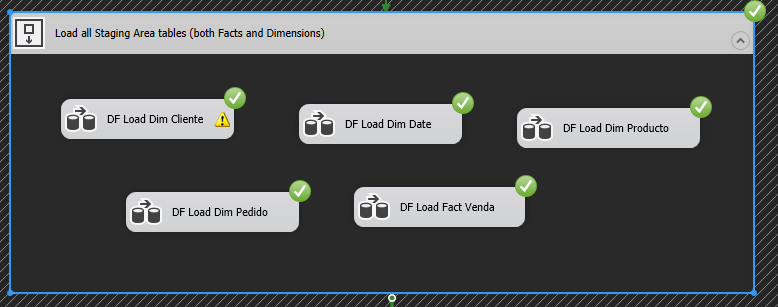 Load all Staging Area tables (both Facts and Dimensions)
DF Load Dim Cliente
DF Load Dim Date
DF Load Dim Producto
DF Load Dim Pedido
DF Load Fact Venda